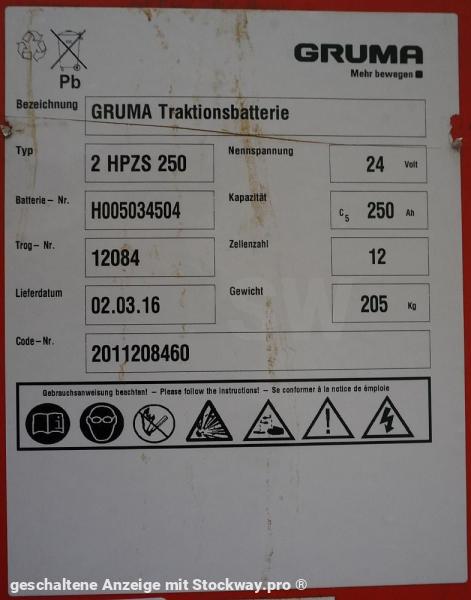 Pb
GRUMA
Mehr bewegen
Bezeichnung GRUMA Traktionsbatterie
Typ 2 HPZS 250 Nennspannung 24 Volt
Batterie- Nr. H005034504 Kapazität C5 250 Ah
Trog- Nr. 12084 Zellenzahl 12
Lieferdatum 02.03.16 Gewicht 205 Kg
Code-Nr. 2011208460
SW
Gebrauchsanweisung beachten! – Please follow the instructions! – Se conformer à la notice de émploie
geschaltene Anzeige mit Stockway.pro ®